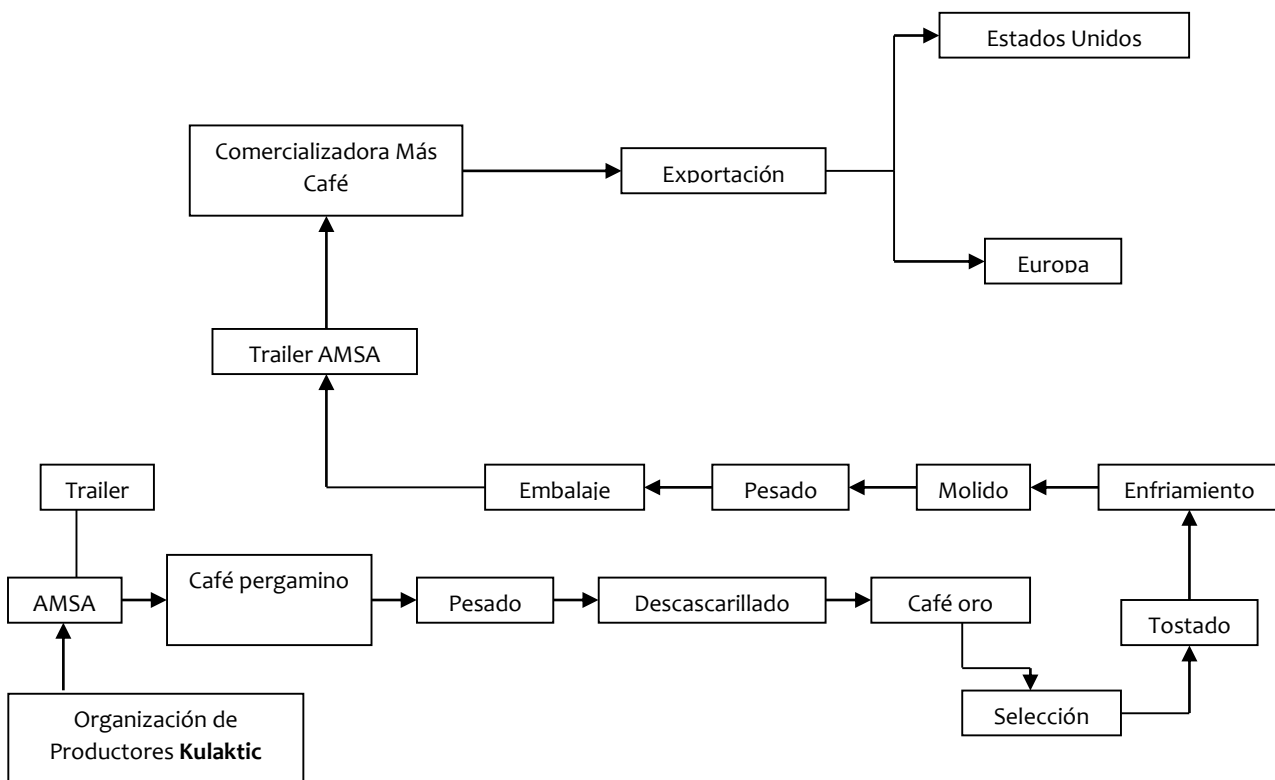 Estados Unidos
Comercializadora Más
Café
Exportación
Europa
Trailer AMSA
Trailer
Embalaje
Pesado
Molido
Enfriamiento
AMSA
Café pergamino
Pesado
Descascarillado
Café oro
Tostado
Selección
Organización de
Productores Kulaktic